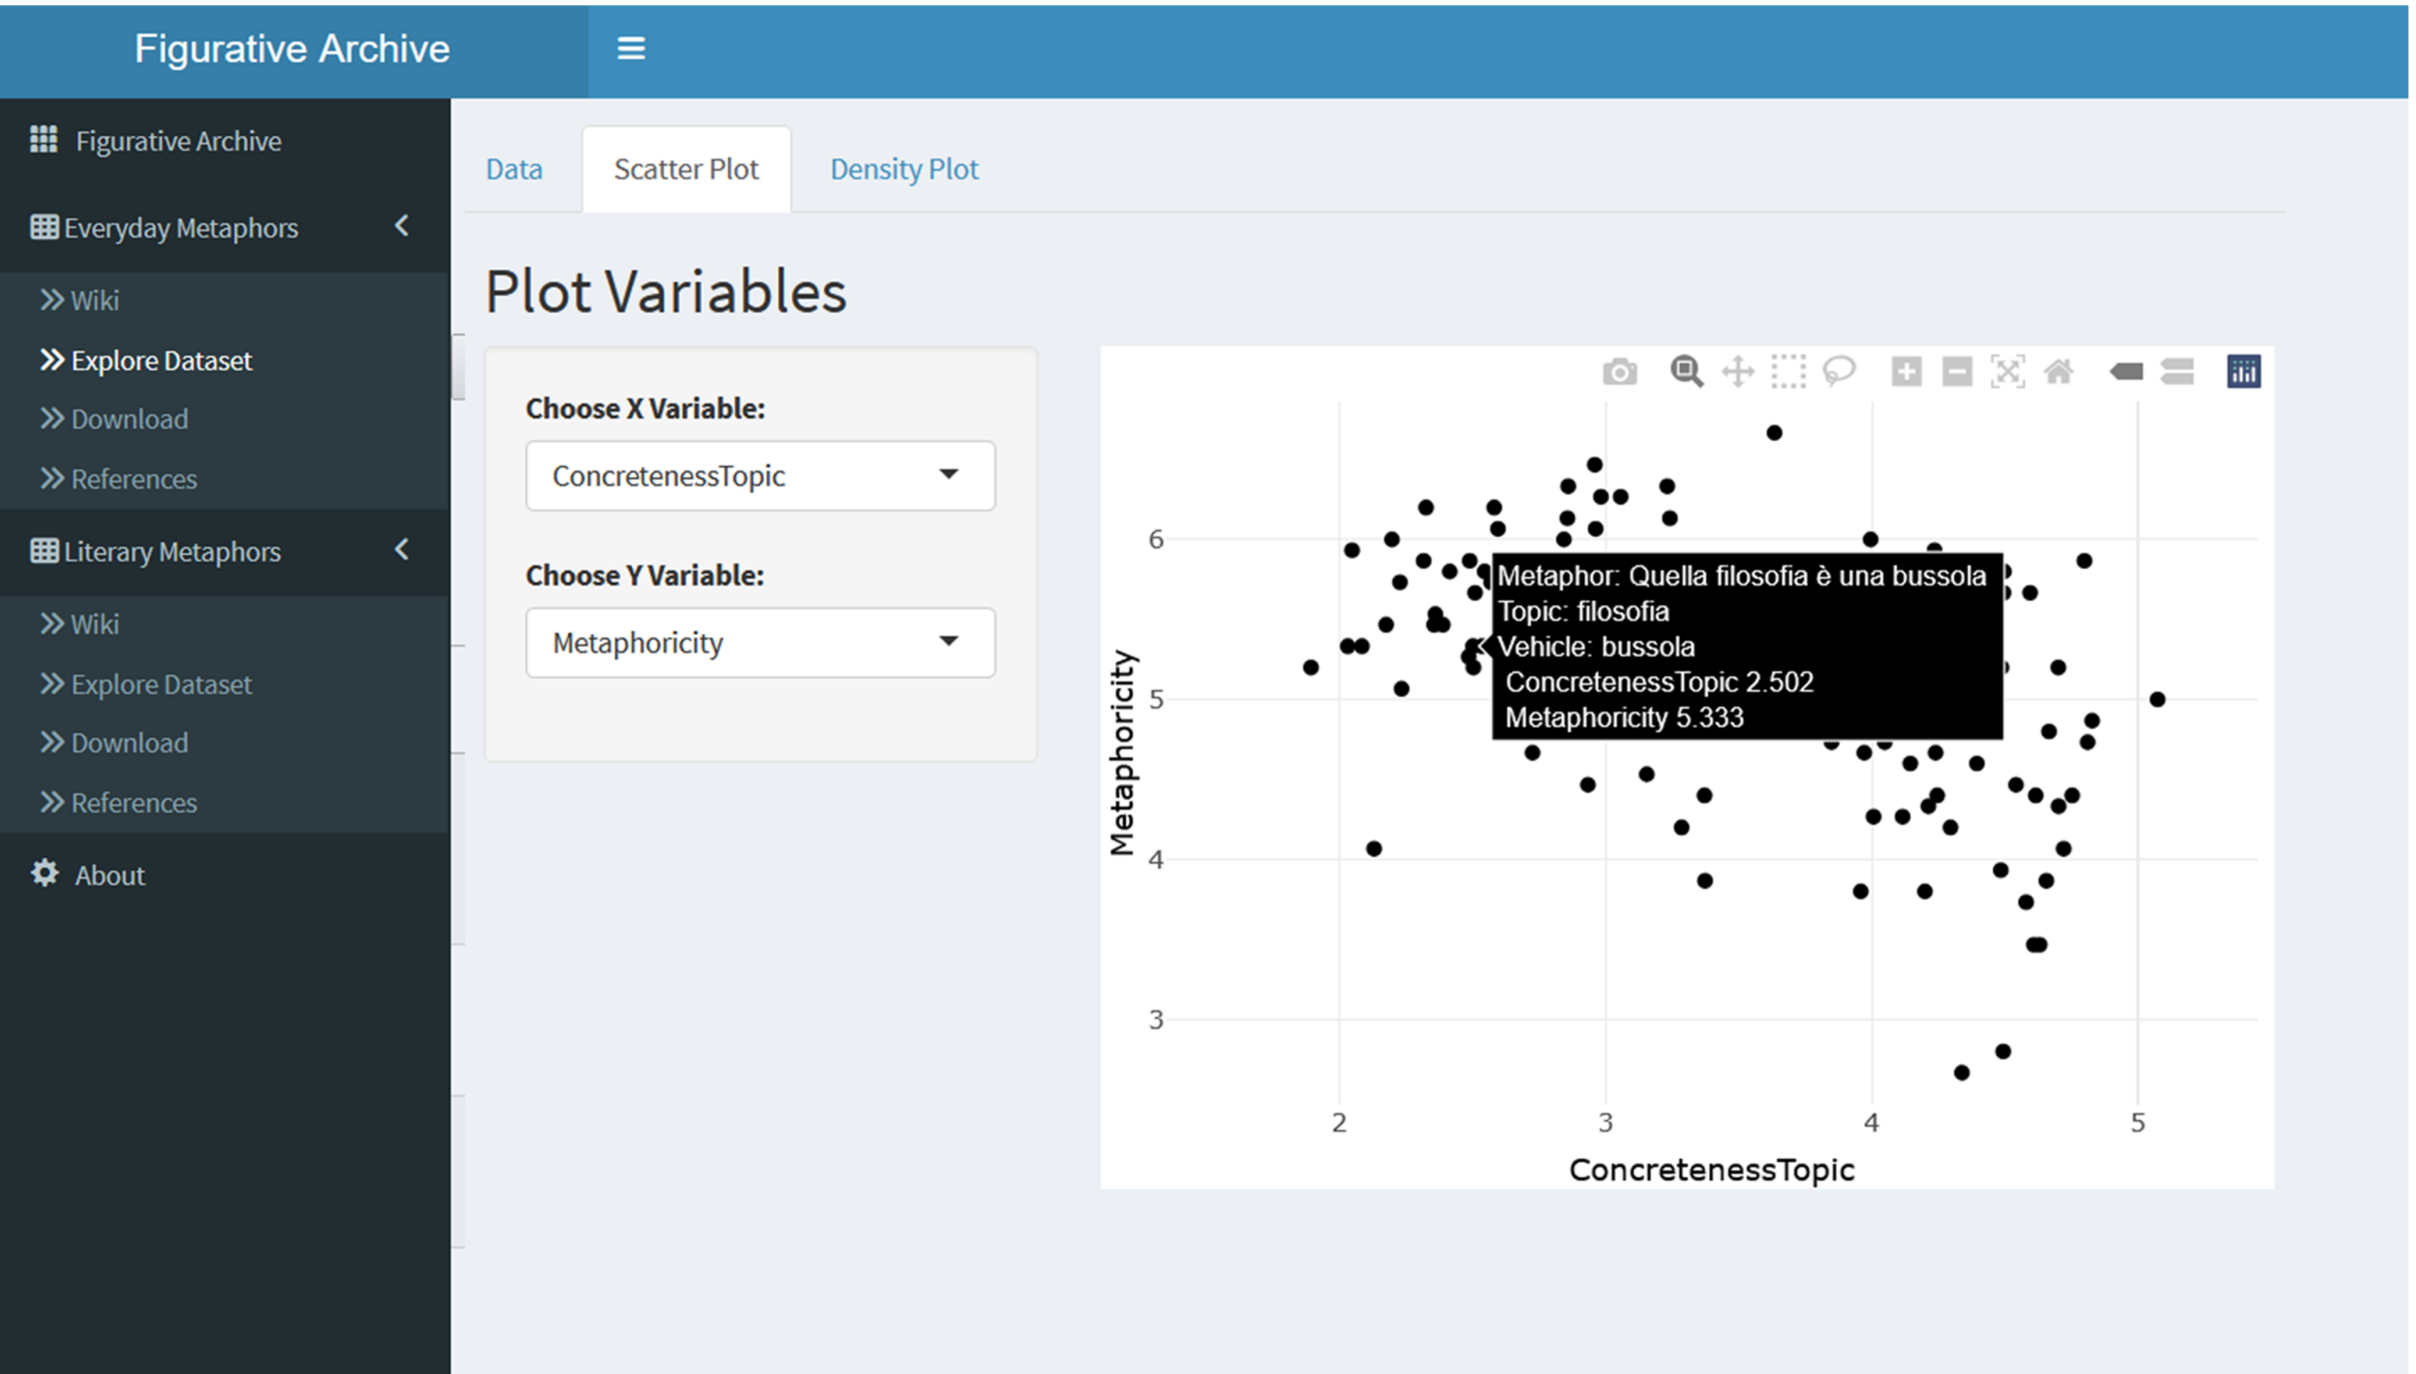 Figurative Archive
Figurative Archive
Everyday Metaphors
Wiki
Explore Dataset
Download
References
Literary Metaphors
Wiki
Explore Dataset
Download
References
About
Data
Scatter Plot
Density Plot
Plot Variables
Choose X Variable:
ConcretenessTopic
Choose Y Variable:
Metaphoricity
Metaphoricity
6
5
4
3
Metaphor: Quella filosofia è una bussola
Topic: filosofia
Vehicle: bussola
ConcretenessTopic 2.502
Metaphoricity 5.333
2 3 4 5
ConcretenessTopic